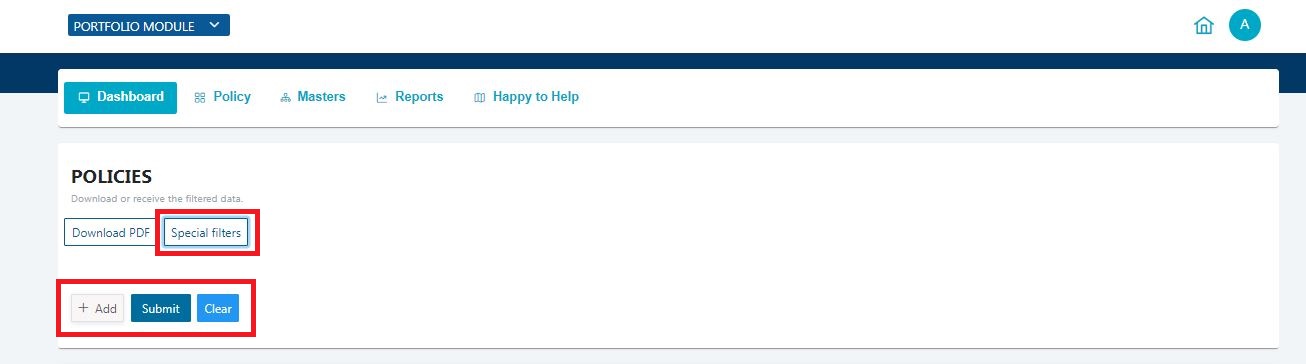 PORTFOLIO MODULE
A
Dashboard Policy Masters Reports Happy to Help
POLICIES
Download or receive the filtered data.
Download PDF Special filters
+ Add Submit Clear